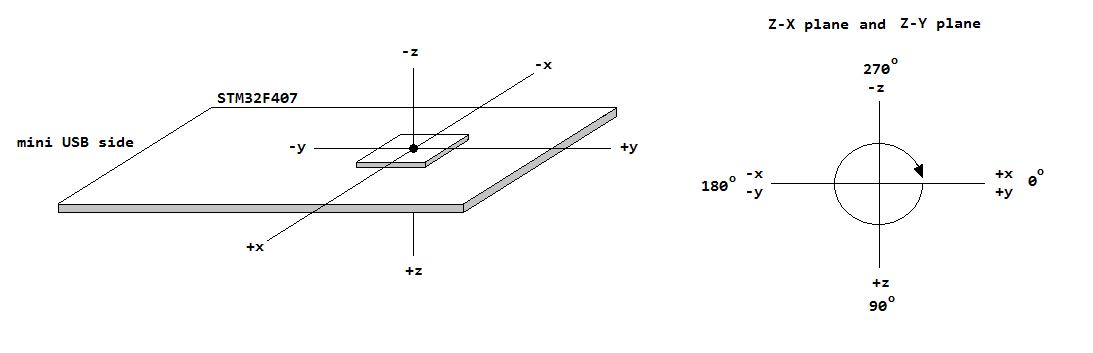 Z-X plane and Z-Y plane
-z
-x
270°
-z
STM32F407
mini USB side
-y
+y
180°
-x
-y
+x
+y
0°
+x
+z
+z
90°